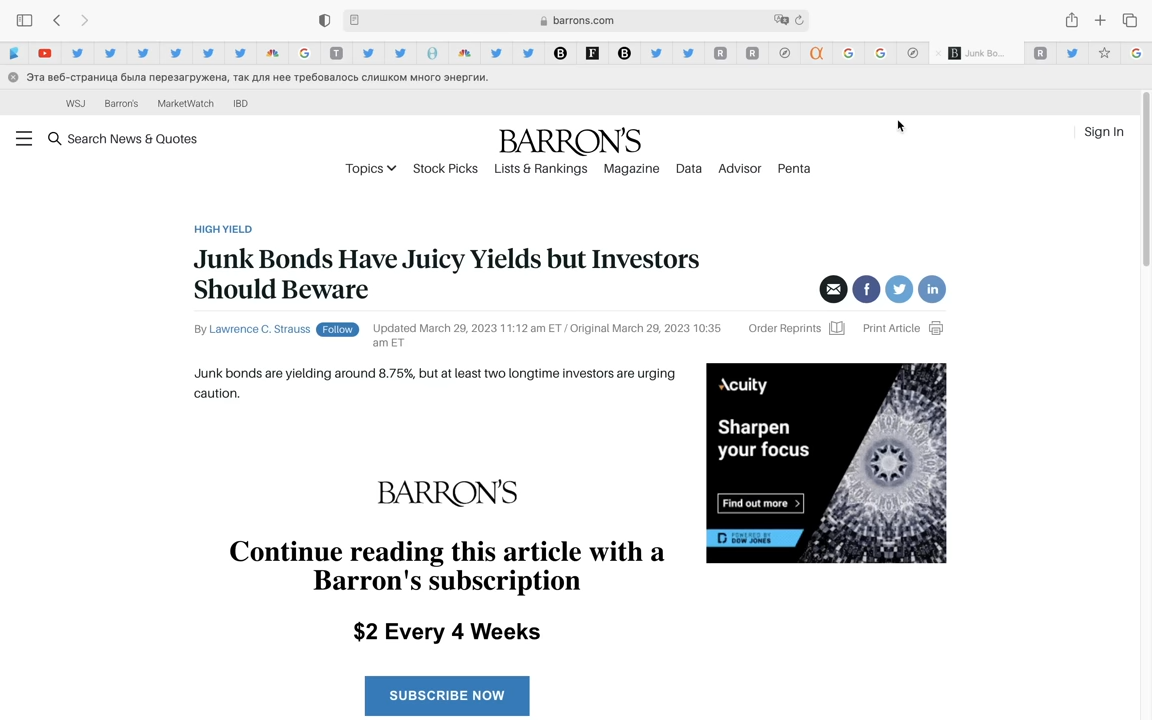 barrons.com
Junk Bo...
Эта веб-страница была перезагружена, так для нее требовалось слишком много энергии.
WSJ Barron's MarketWatch IBD
Search News & Quotes
BARRON'S
Sign In
Topics Stock Picks Lists & Rankings Magazine Data Advisor Penta
HIGH YIELD
Junk Bonds Have Juicy Yields but Investors
Should Beware
By Lawrence C. Strauss Follow Updated March 29, 2023 11:12 am ET / Original March 29, 2023 10:35
am ET
Order Reprints Print Article
Junk bonds are yielding around 8.75%, but at least two longtime investors are urging
caution.
Acuity
Sharpen
your focus
Find out more >
POWERED BY
DOW JONES
BARRON'S
Continue reading this article with a
Barron's subscription
$2 Every 4 Weeks
SUBSCRIBE NOW